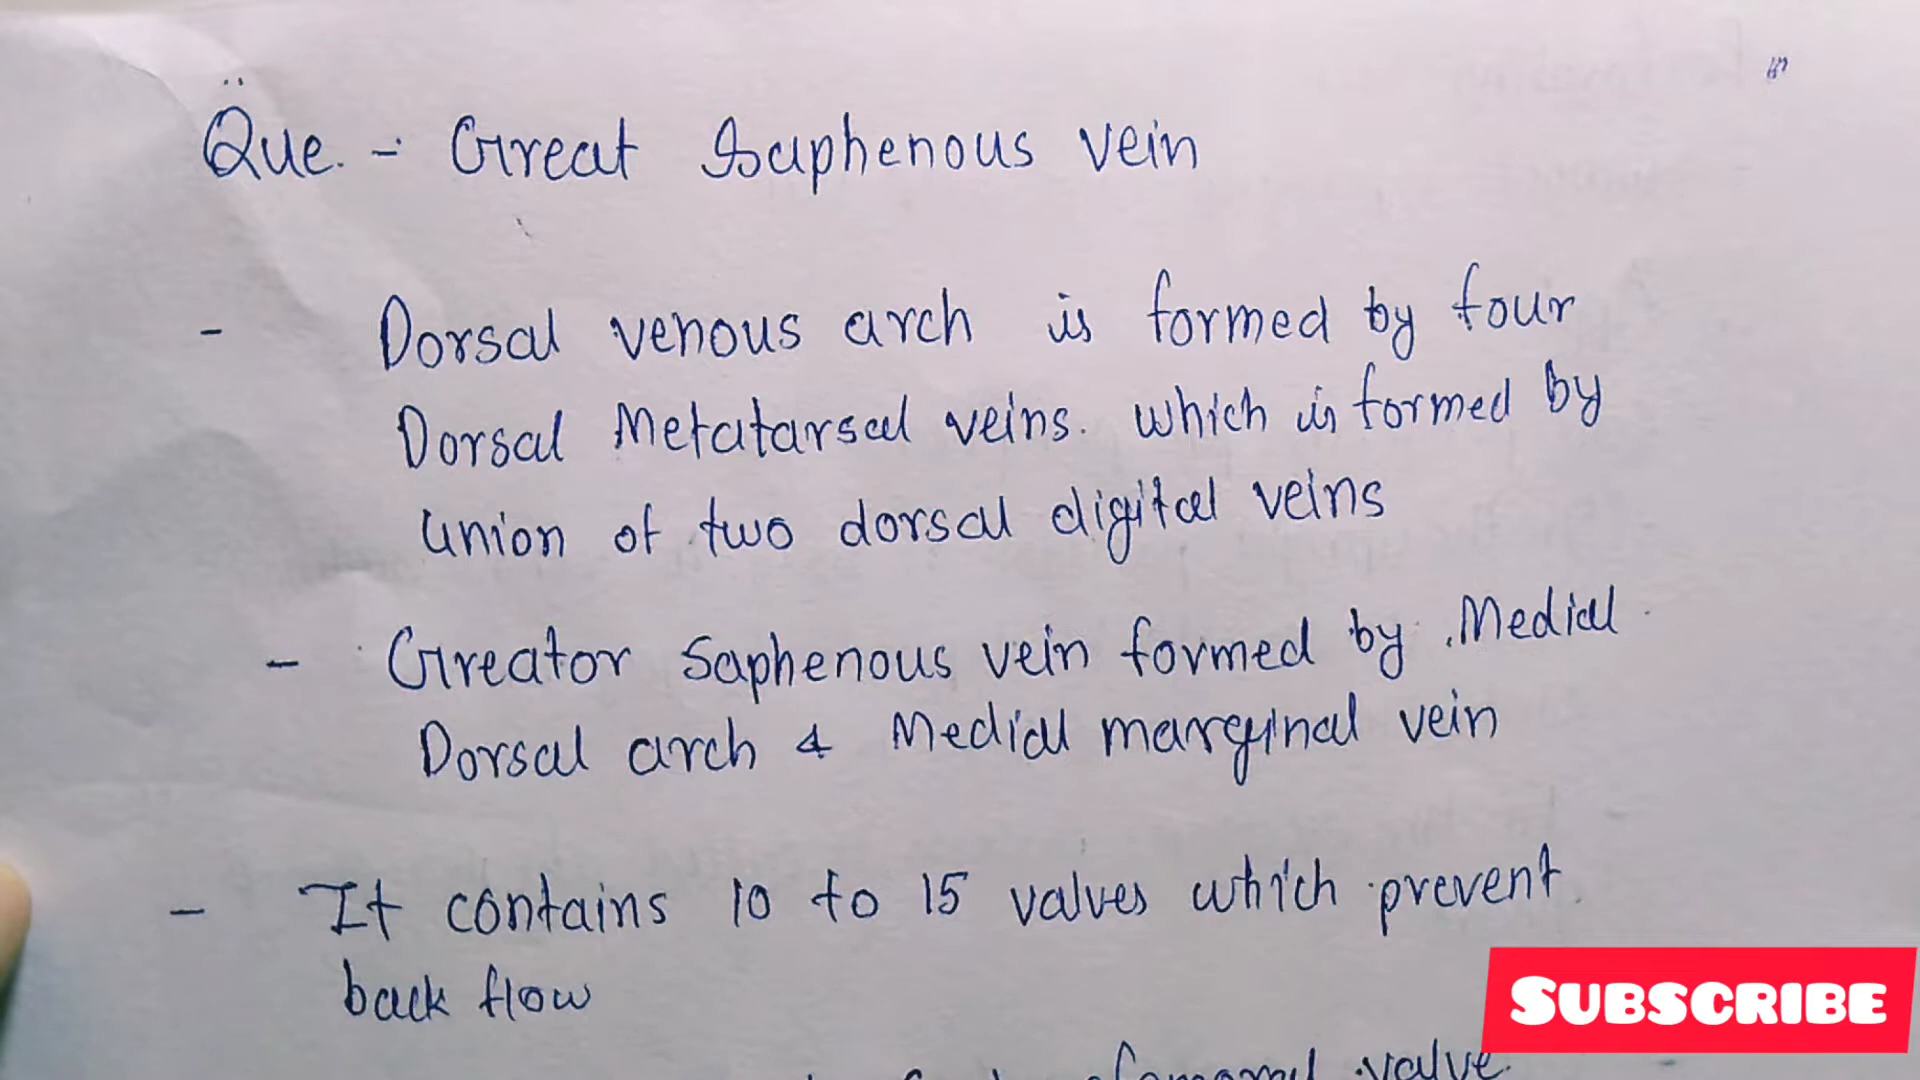 Que. - Great Saphenous vein
- Dorsal venous arch is formed by four
Dorsal Metatarsal veins. which is formed by
union of two dorsal digital veins
- Greator Saphenous vein formed by Medial
Dorsal arch & Medial marginal vein
- It contains 10 to 15 valves which prevent
back flow
SUBSCRIBE
valve